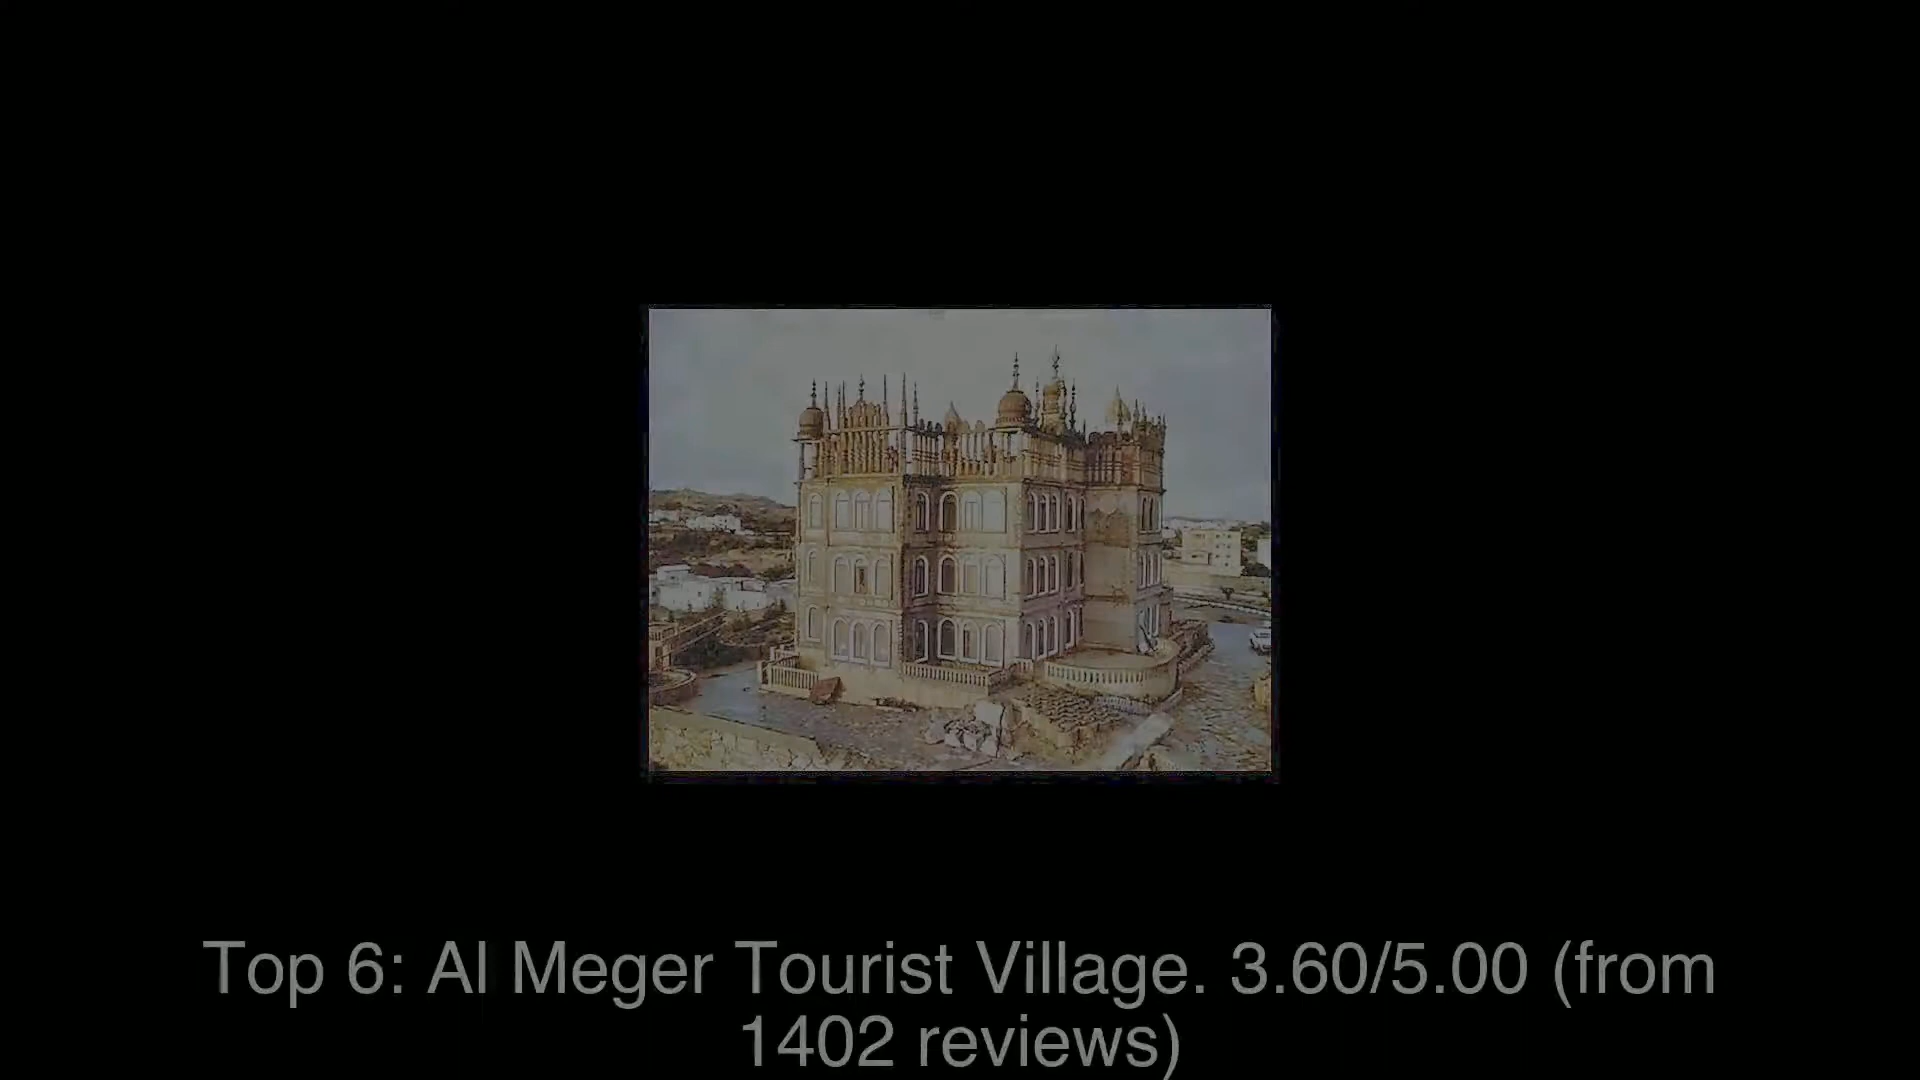 Top 6: Al Meger Tourist Village. 3.60/5.00 (from
1402 reviews)